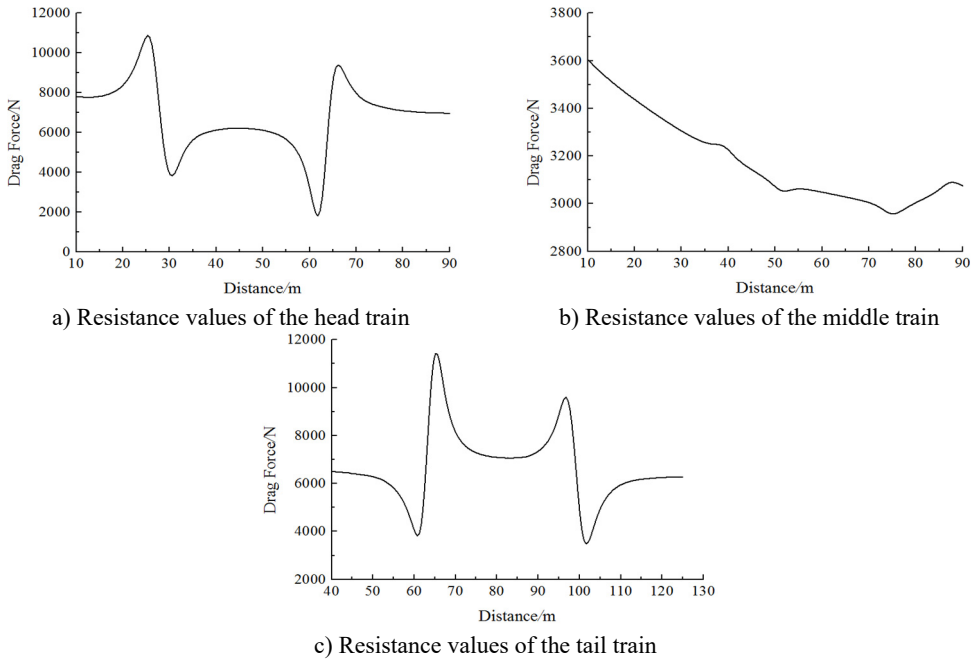 12000
10000
8000
6000
4000
2000
0
Drag Force/N
10 20 30 40 50 60 70 80 90
Distance/m
a) Resistance values of the head train
3800
3600
3400
3200
3000
2800
Drag Force/N
10 20 30 40 50 60 70 80 90
Distance/m
b) Resistance values of the middle train
12000
10000
8000
6000
4000
2000
Drag Force/N
40 50 60 70 80 90 100 110 120 130
Distance/m
c) Resistance values of the tail train